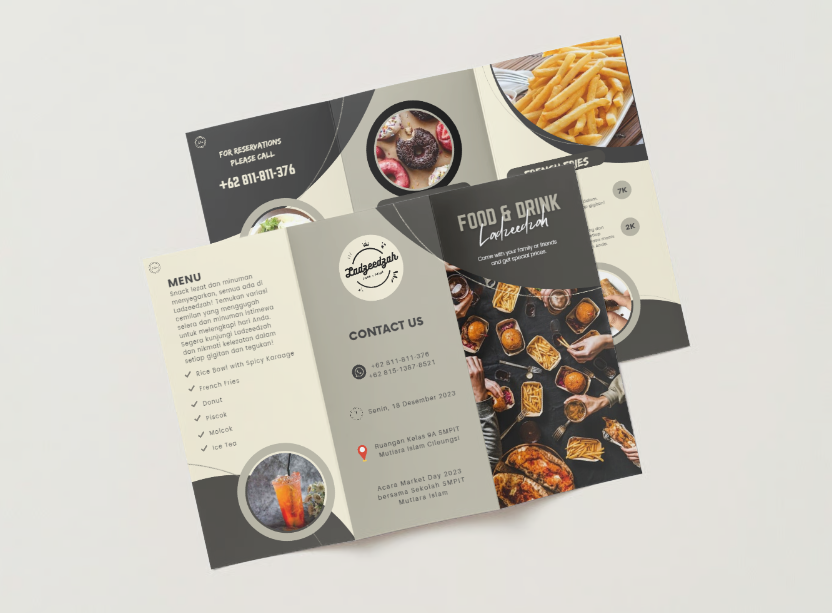 FOR RESERVATIONS
PLEASE CALL
+62 811-811-376
FRENCH FRIES
7K
2K
MENU
Snack lezat dan minuman
menyegarkan, semua ada di
Ladzeedzah! Temukan variasi
cemilan yang menggugah
selera dan minuman istimewa
untuk melengkapi hari Anda.
Segera kunjungi Ladzeedzah
dan nikmati kelezatan dalam
setiap gigitan dan tegukan!
Rice Bowl with Spicy Karaage
French Fries
Donut
Piscok
Molcok
Ice Tea
Ladzeedzah
CONTACT US
+62 811-811-376
+62 815-1387-8521
Senin, 18 Desember 2023
Ruangan Kelas 9A SMPIT
Mutiara Islam Cileungsi
Acara Market Day 2023
bersama Sekolah SMPIT
Mutiara Islam
FOOD & DRINK
Ladzeedzah
Come with your family or friends
and get special prices